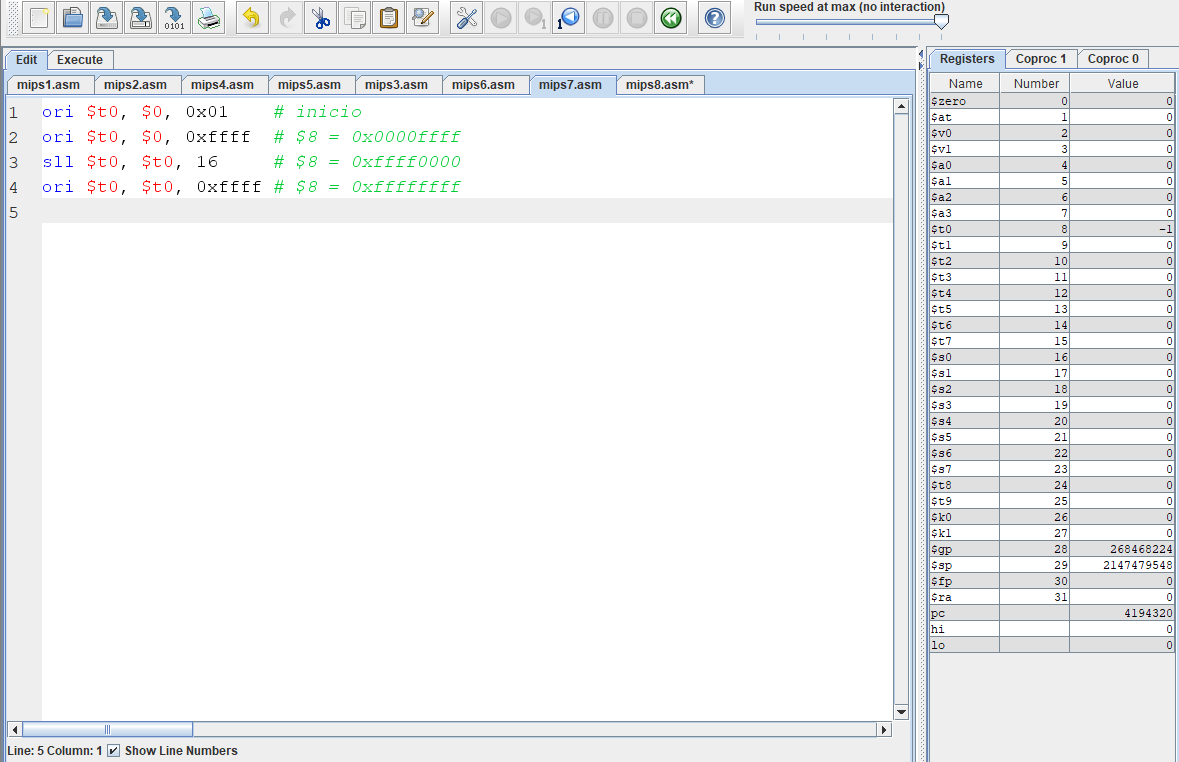 Run speed at max (no interaction)
0101
1
1
Edit Execute
Registers Coproc 1 Coproc 0
mips1.asm mips2.asm mips4.asm mips5.asm mips3.asm mips6.asm mips7.asm mips8.asm*
1 ori $t0, $0, 0x01 # inicio
2 ori $t0, $0, 0xffff # $8 = 0x0000ffff
3 sll $t0, $t0, 16 # $8 = 0xffff0000
4 ori $t0, $t0, 0xffff # $8 = 0xffffffff
5
Name Number Value
$zero 0 0
$at 1 0
$v0 2 0
$v1 3 0
$a0 4 0
$a1 5 0
$a2 6 0
$a3 7 0
$t0 8 -1
$t1 9 0
$t2 10 0
$t3 11 0
$t4 12 0
$t5 13 0
$t6 14 0
$t7 15 0
$s0 16 0
$s1 17 0
$s2 18 0
$s3 19 0
$s4 20 0
$s5 21 0
$s6 22 0
$s7 23 0
$t8 24 0
$t9 25 0
$k0 26 0
$k1 27 0
$gp 28 268468224
$sp 29 2147479548
$fp 30 0
$ra 31 0
pc 4194320
hi 0
lo 0
Line: 5 Column: 1 Show Line Numbers